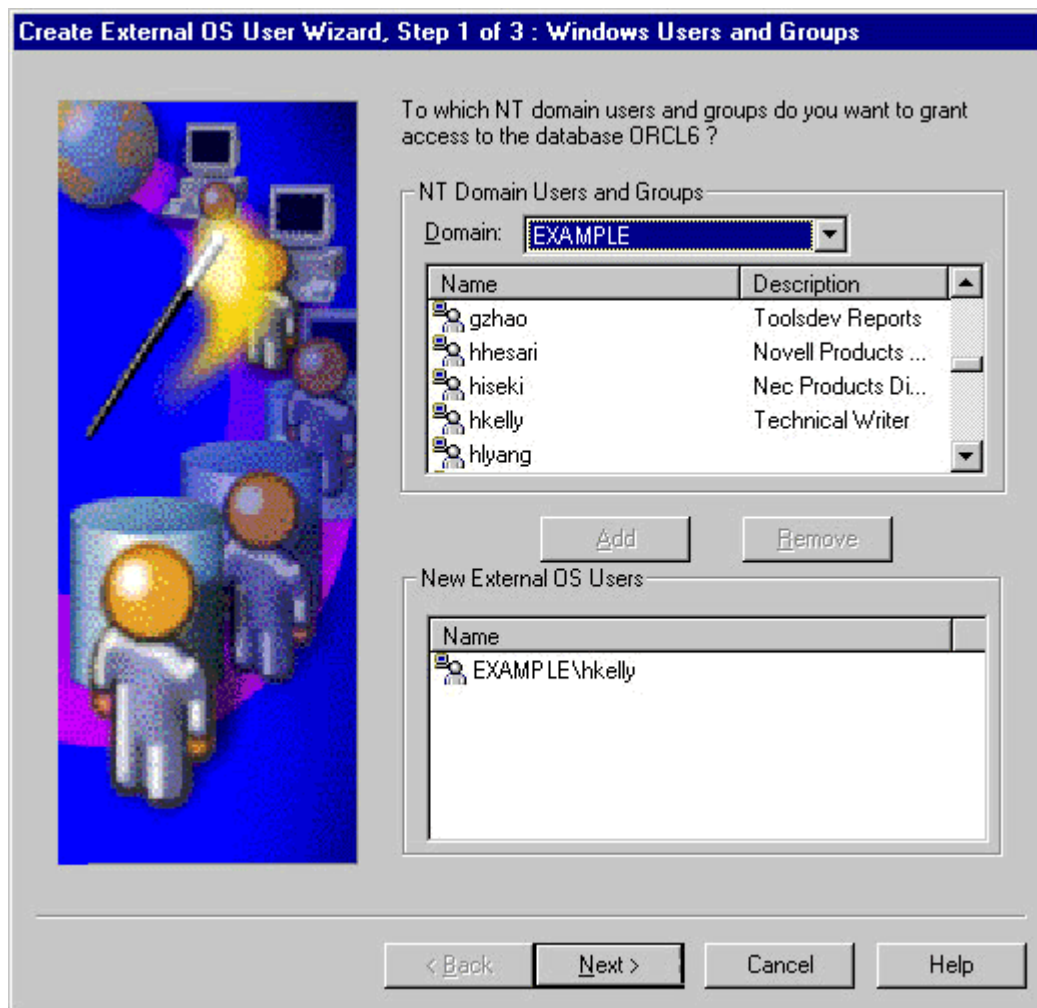 Create External OS User Wizard, Step 1 of 3 : Windows Users and Groups
To which NT domain users and groups do you want to grant
access to the database ORCL6 ?
NT Domain Users and Groups
Domain: EXAMPLE
Name Description
gzhao Toolsdev Reports
hhesari Novell Products ...
hiseki Nec Products Di...
hkelly Technical Writer
hlyang
Add Remove
New External OS Users
Name
EXAMPLE\hkelly
< Back Next > Cancel Help